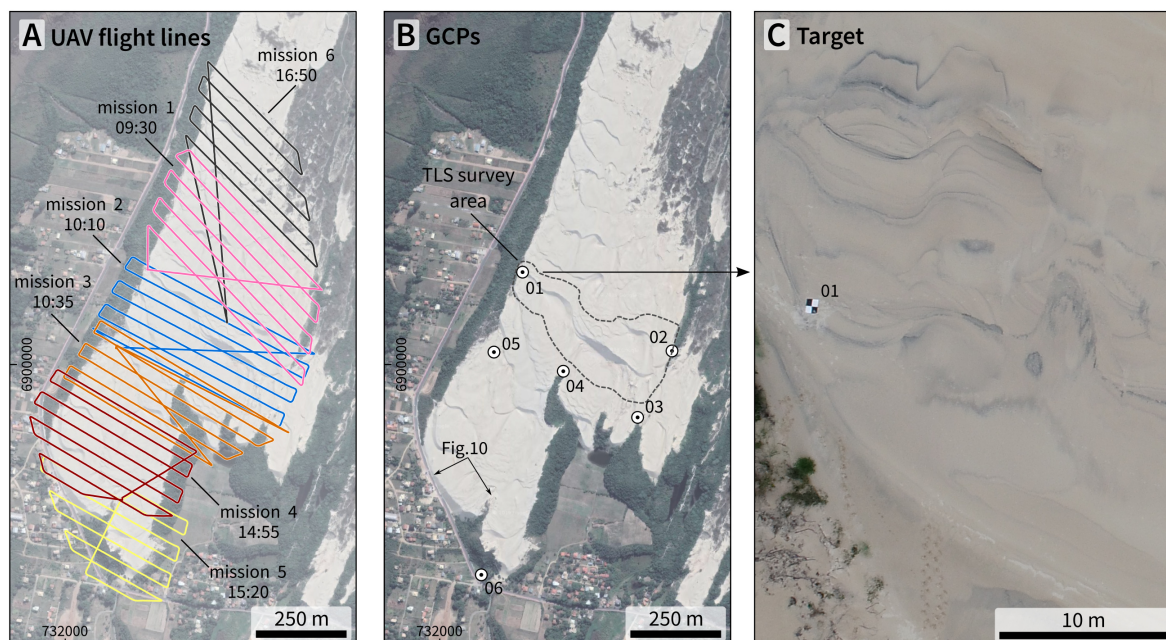 A UAV flight lines
mission 6
16:50
mission 1
09:30
mission 2
10:10
mission 3
10:35
6900000
mission 4
14:55
mission 5
15:20
732000
250 m
B GCPs
TLS survey
area
01
02
05
04
03
6900000
Fig.10
06
732000
250 m
C Target
01
10 m